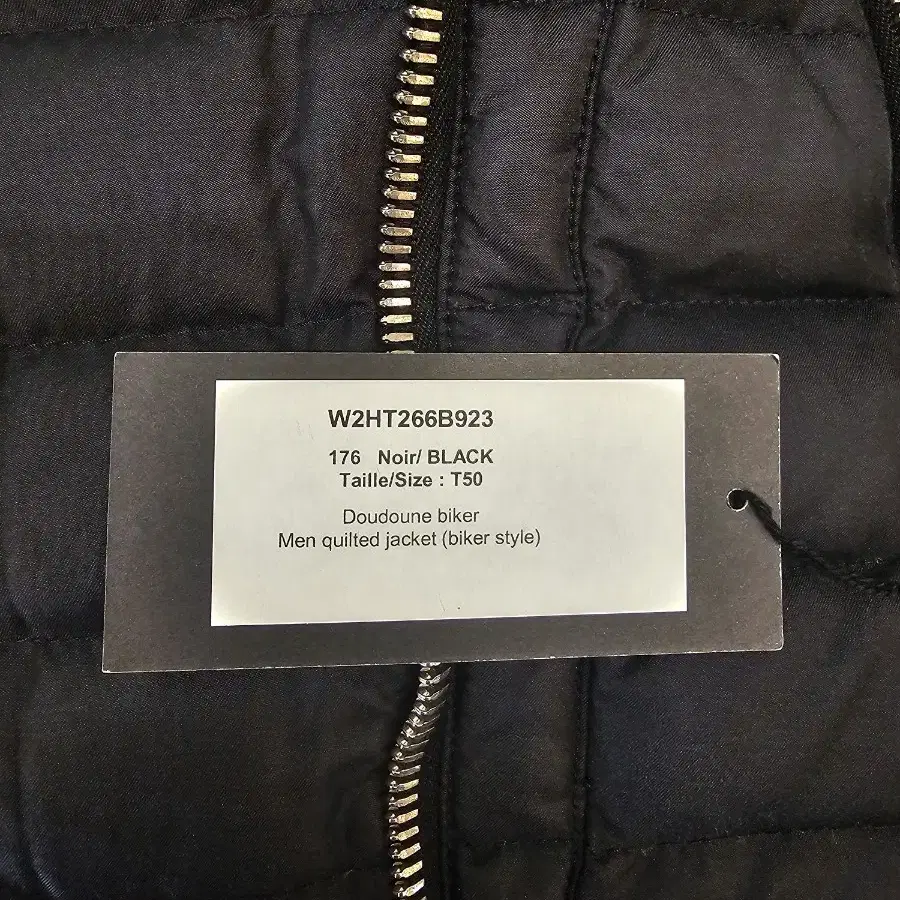 W2HT266B923
176 Noir/ BLACK
Taille/Size : T50
Doudoune biker
Men quilted jacket (biker style)